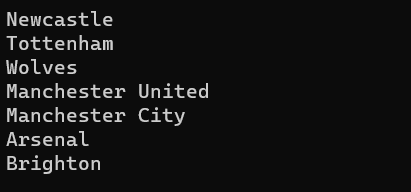 Newcastle
Tottenham
Wolves
Manchester United
Manchester City
Arsenal
Brighton